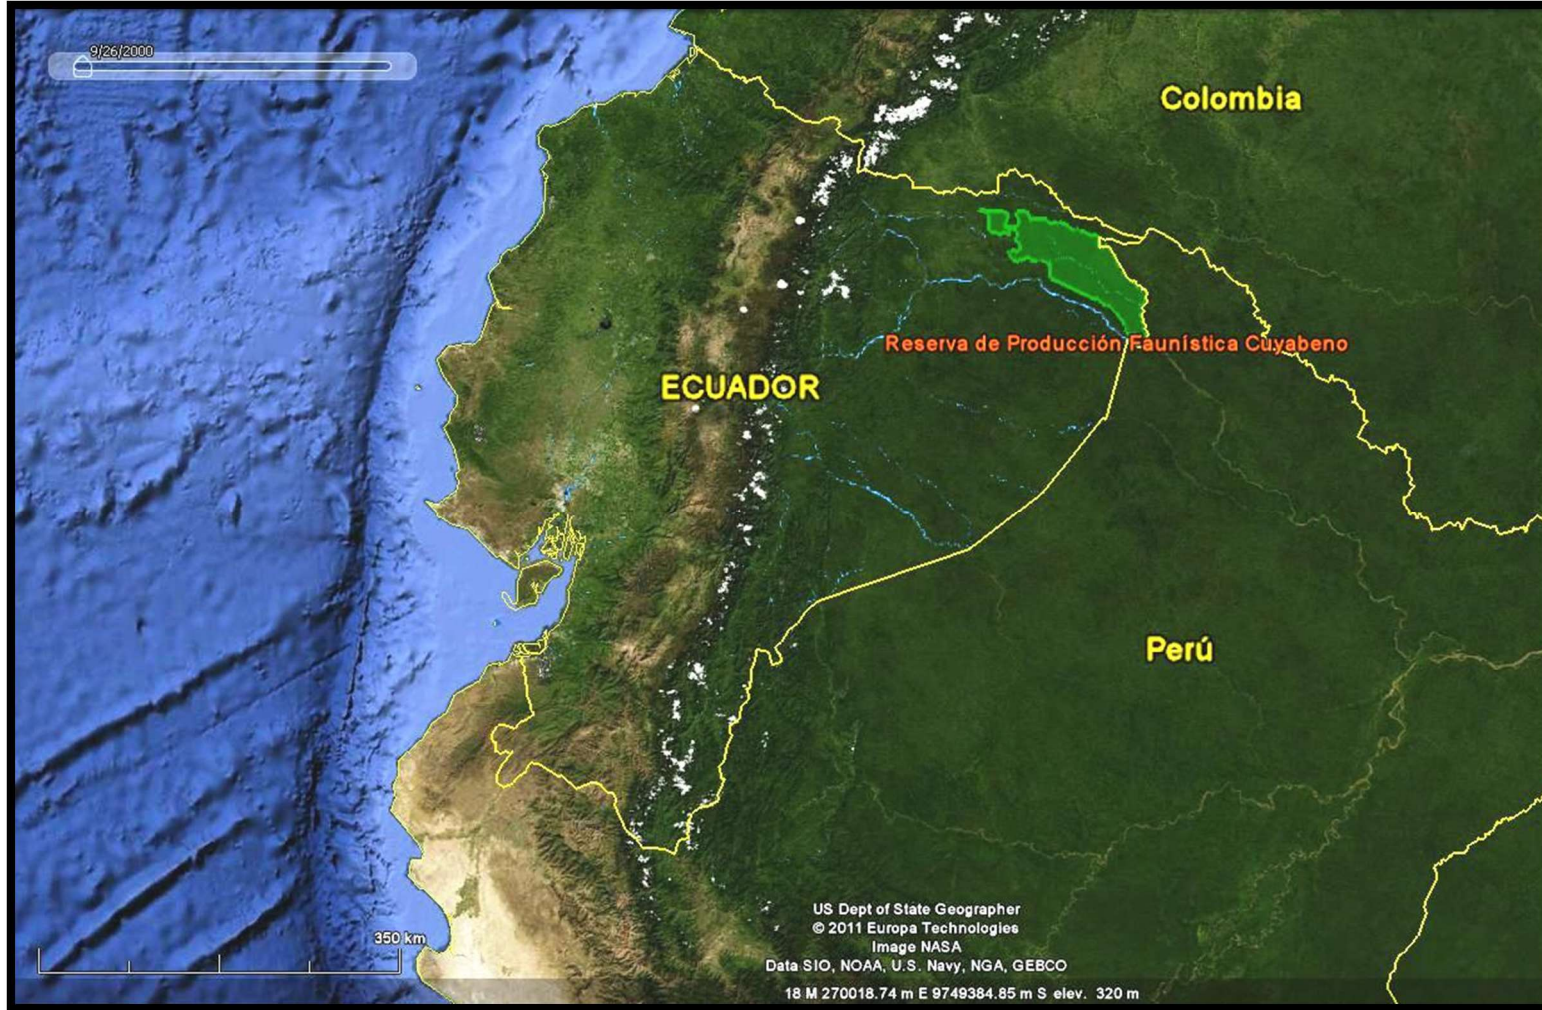 9/26/2000
Colombia
Reserva de Producción Faunística Cuyabeno
ECUADOR
Perú
350 km
US Dept of State Geographer
© 2011 Europa Technologies
Image NASA
Data SIO, NOAA, U.S. Navy, NGA, GEBCO
18 M 270018.74 m E 9749384.85 m S elev. 320 m